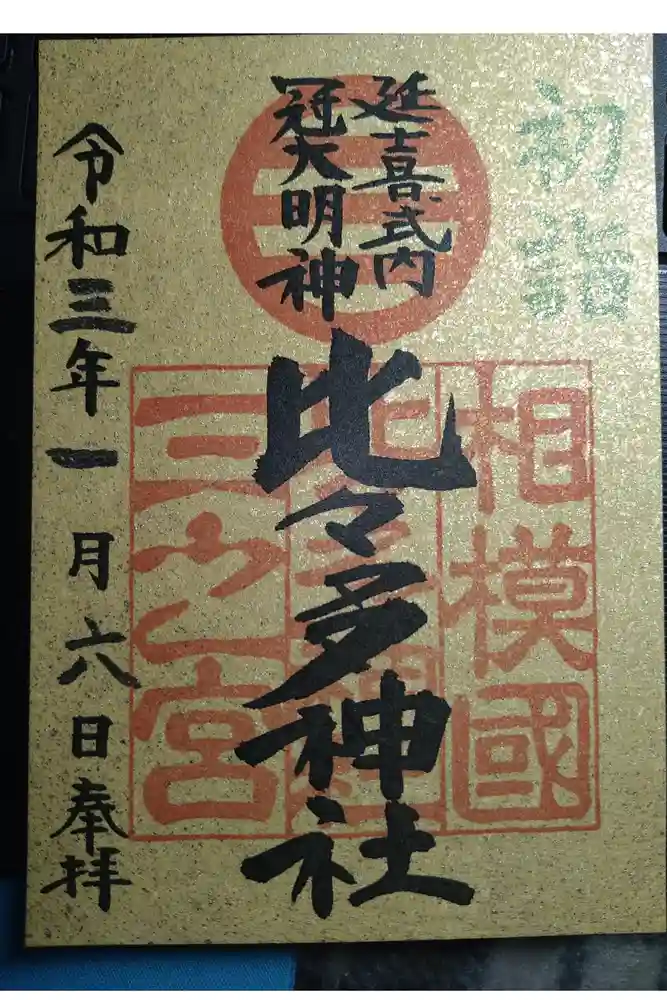 初詣
延喜式内
冠大明神
比々多神社
相模國
三之宮
令和三年一月六日奉拝